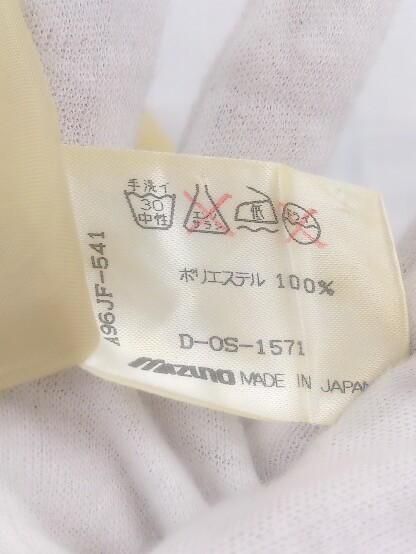 手洗イ
30
中性
エンソ
サラシ
低
ドライ
ポリエステル 100%
A96JF-541
D-OS-1571
MIZUNO MADE IN JAPAN